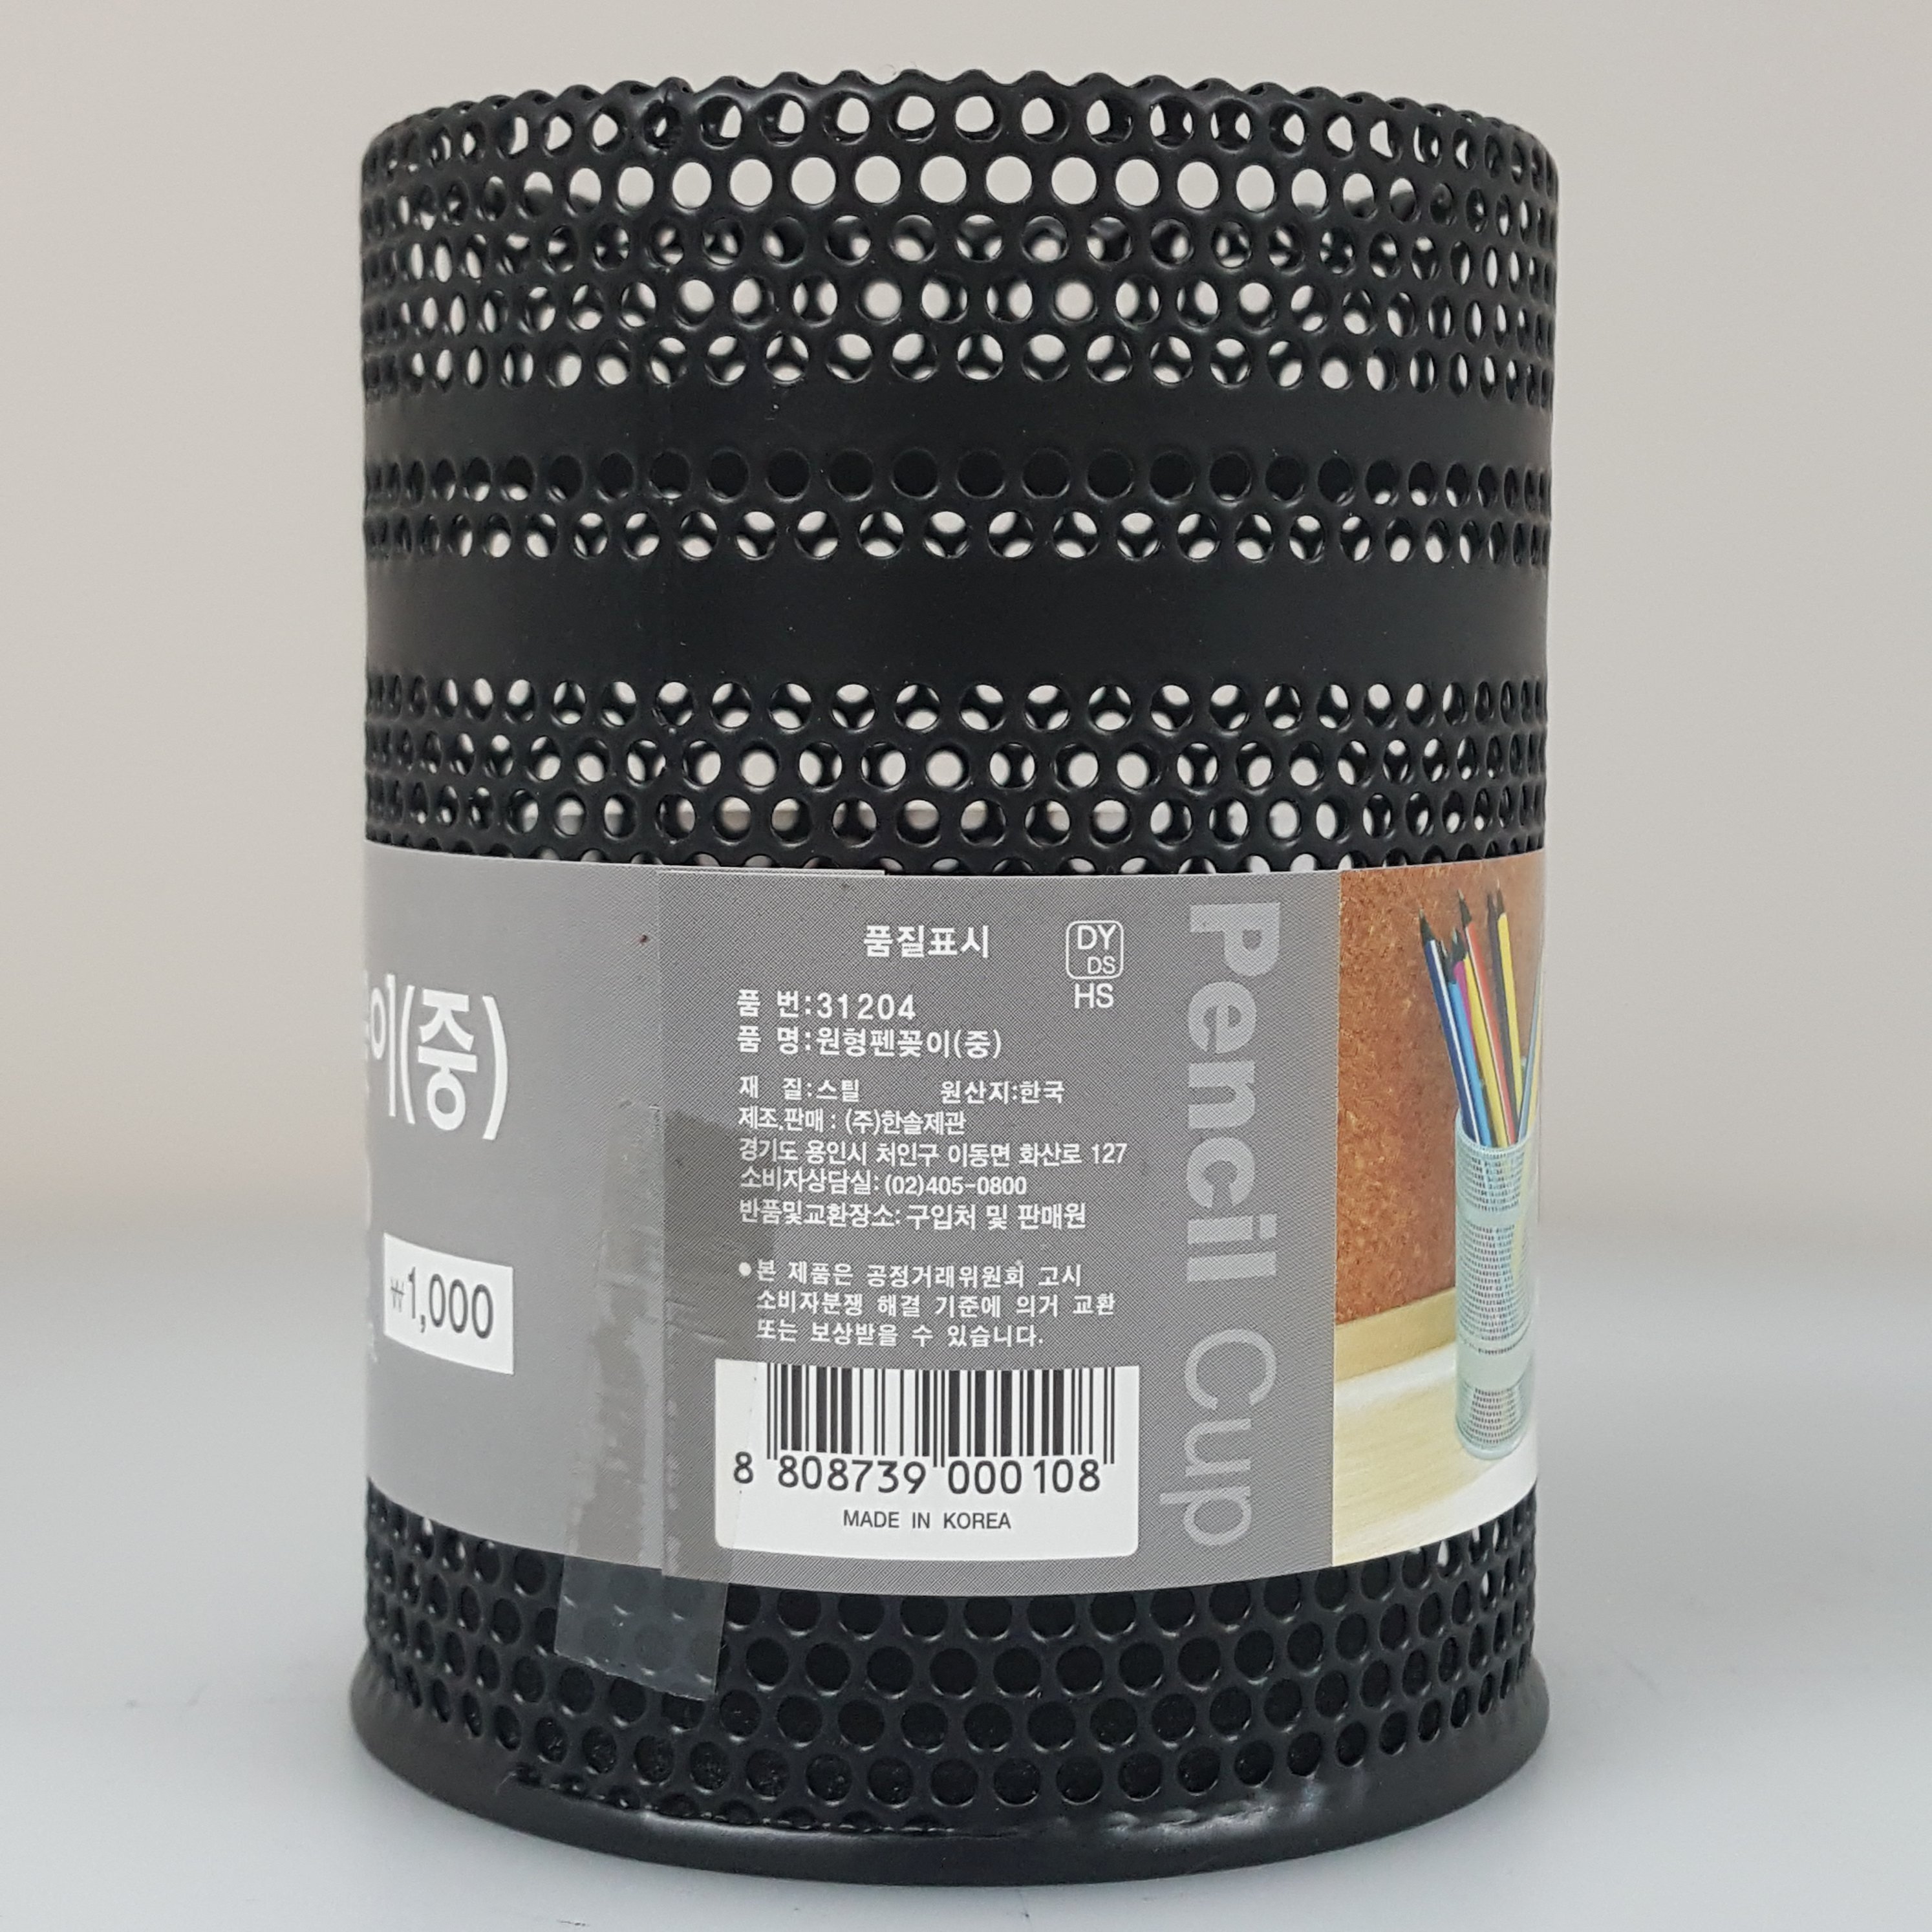 이(중)
₩1,000
품질표시
DY
DS
HS
품 번:31204
품 명:원형펜꽂이(중)
재 질:스틸 원산지:한국
제조.판매 : (주)한솔제관
경기도 용인시 처인구 이동면 화산로 127
소비자상담실: (02)405-0800
반품및교환장소: 구입처 및 판매원
●본 제품은 공정거래위원회 고시
소비자분쟁 해결 기준에 의거 교환
또는 보상받을 수 있습니다.
8 808739 000108
MADE IN KOREA
Pencil Cup